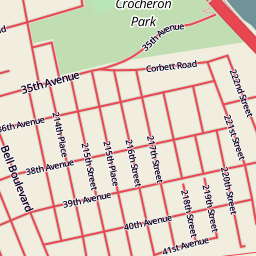 Crocheron
Park
35th Avenue
Corbett Road
35th Avenue
222nd Street
36th Avenue
214th Place
221st Street
217th Street
216th Street
215th Place
215th Street
Bell Boulevard
38th Avenue
220th Street
219th Street
218th Street
39th Avenue
40th Avenue
41st Avenue